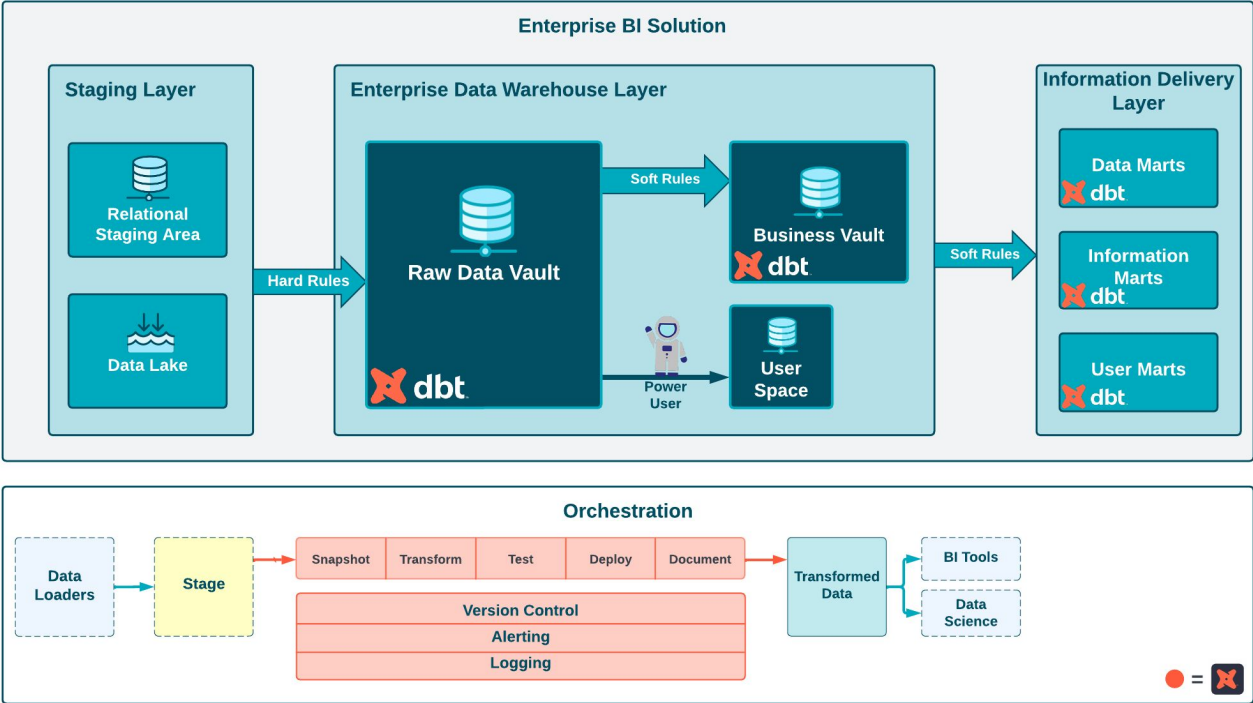 Enterprise BI Solution
Staging Layer
Relational
Staging Area
Data Lake
Hard Rules
Enterprise Data Warehouse Layer
Raw Data Vault
dbt
Soft Rules
Business Vault
dbt
Power
User
User
Space
Soft Rules
Information Delivery
Layer
Data Marts
dbt
Information
Marts
dbt
User Marts
dbt
Orchestration
Data
Loaders
Stage
Snapshot
Transform
Test
Deploy
Document
Version Control
Alerting
Logging
Transformed
Data
BI Tools
Data
Science
=